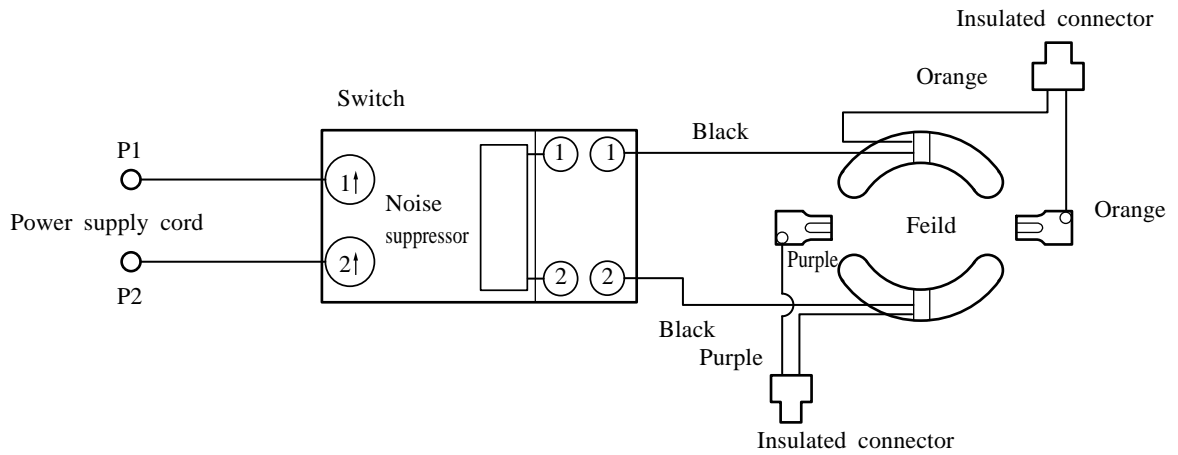 Insulated connector
Orange
Switch
Black
P1
1
1
1↑
Noise
suppressor
Power supply cord
Feild
Orange
2↑
Purple
2
2
P2
Black
Purple
Insulated connector